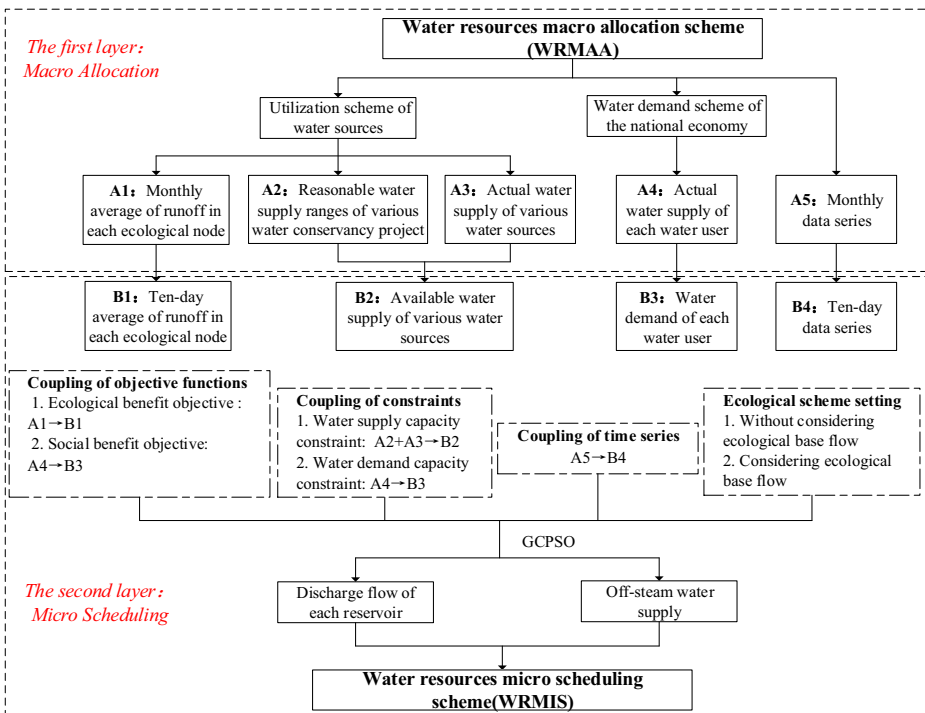 Water resources macro allocation scheme
(WRMAA)
The first layer：
Macro Allocation
Utilization scheme of
water sources
Water demand scheme of
the national economy
A1：Monthly
average of runoff in
each ecological node
A2：Reasonable water
supply ranges of various
water conservancy project
A3：Actual water
supply of various
water sources
A4：Actual
water supply of
each water user
A5：Monthly
data series
B1：Ten-day
average of runoff in
each ecological node
B2：Available water
supply of various water
sources
B3：Water
demand of each
water user
B4：Ten-day
data series
Coupling of objective functions
1. Ecological benefit objective :
A1→B1
2. Social benefit objective:
A4→B3
Coupling of constraints
1. Water supply capacity
constraint: A2+A3→B2
2. Water demand capacity
constraint: A4→B3
Coupling of time series
A5→B4
Ecological scheme setting
1. Without considering
ecological base flow
2. Considering ecological
base flow
GCPSO
The second layer：
Micro Scheduling
Discharge flow of
each reservoir
Off-steam water
supply
Water resources micro scheduling
scheme(WRMIS)